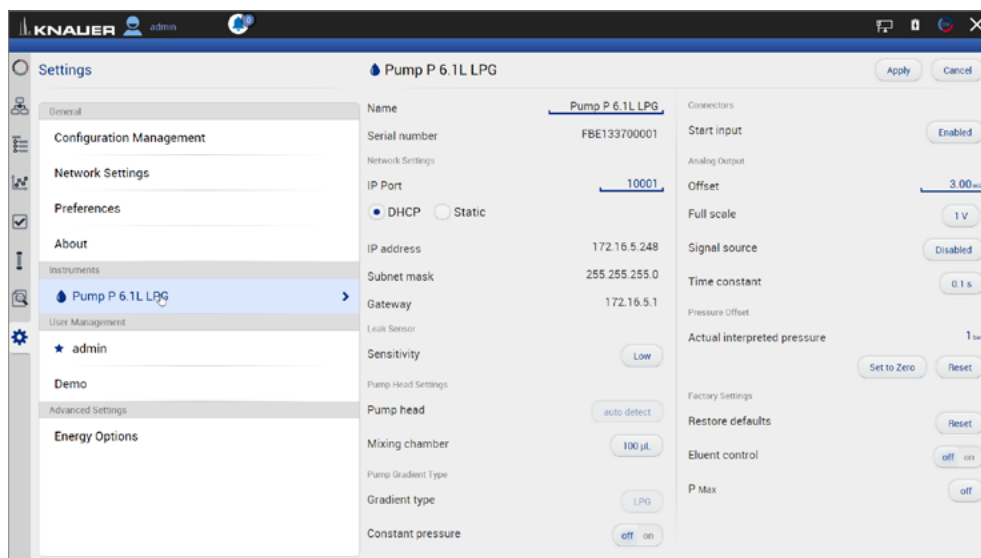 KNAUER admin 0
Settings
General
Configuration Management
Network Settings
Preferences
About
Instruments
Pump P 6.1L LPG
User Management
admin
Demo
Advanced Settings
Energy Options
Pump P 6.1L LPG
Apply Cancel
Name Pump P 6.1L LPG
Serial number FBE133700001
Network Settings
IP Port 10001
DHCP Static
IP address 172.16.5.248
Subnet mask 255.255.255.0
Gateway 172.16.5.1
Leak Sensor
Sensitivity Low
Pump Head Settings
Pump head auto detect
Mixing chamber 100 µL
Pump Gradient Type
Gradient type LPG
Constant pressure off on
Connectors
Start input Enabled
Analog Output
Offset 3.00
Full scale 1 V
Signal source Disabled
Time constant 0.1 s
Pressure Offset
Actual interpreted pressure 1
Set to Zero Reset
Factory Settings
Restore defaults Reset
Eluent control off on
P Max off